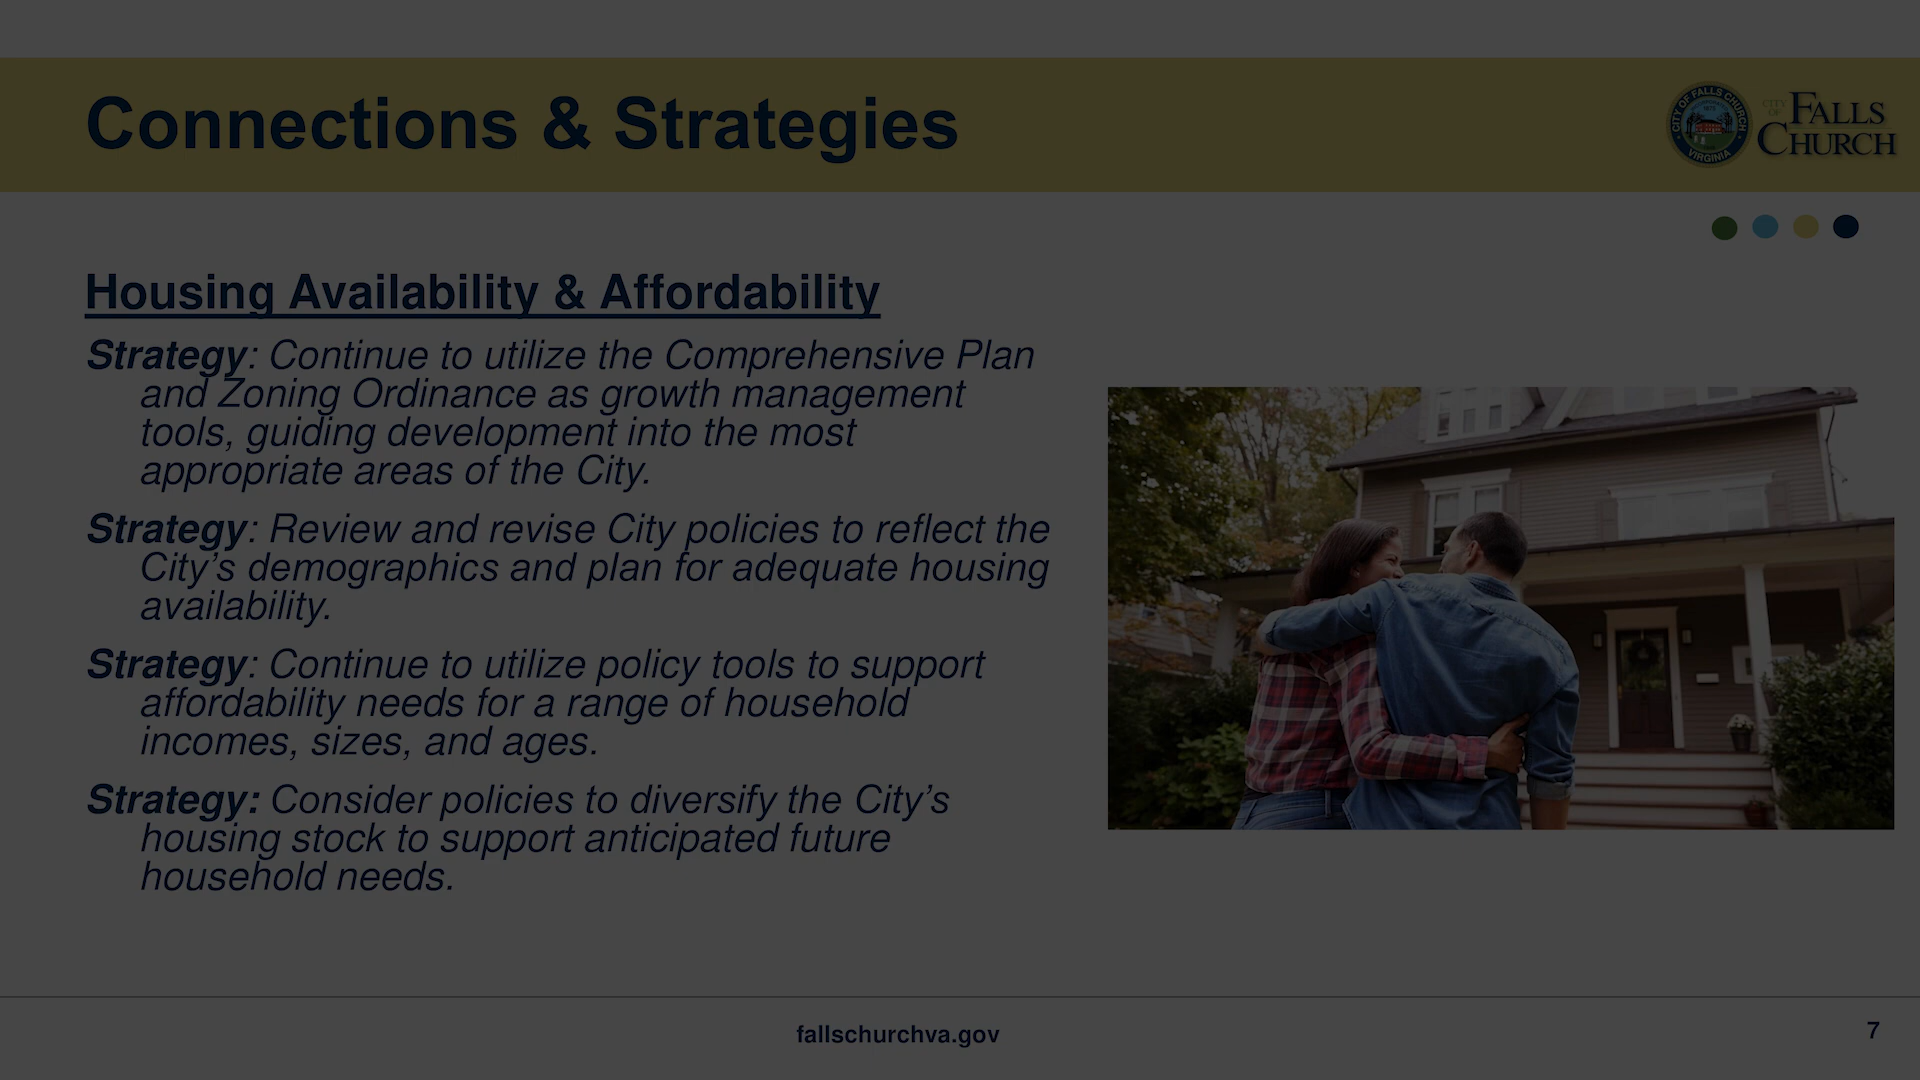 Connections & Strategies
CITY OF FALLS CHURCH
VIRGINIA
CITY OF
FALLS
CHURCH
Housing Availability & Affordability
Strategy: Continue to utilize the Comprehensive Plan
and Zoning Ordinance as growth management
tools, guiding development into the most
appropriate areas of the City.
Strategy: Review and revise City policies to reflect the
City’s demographics and plan for adequate housing
availability.
Strategy: Continue to utilize policy tools to support
affordability needs for a range of household
incomes, sizes, and ages.
Strategy: Consider policies to diversify the City’s
housing stock to support anticipated future
household needs.
fallschurchva.gov
7